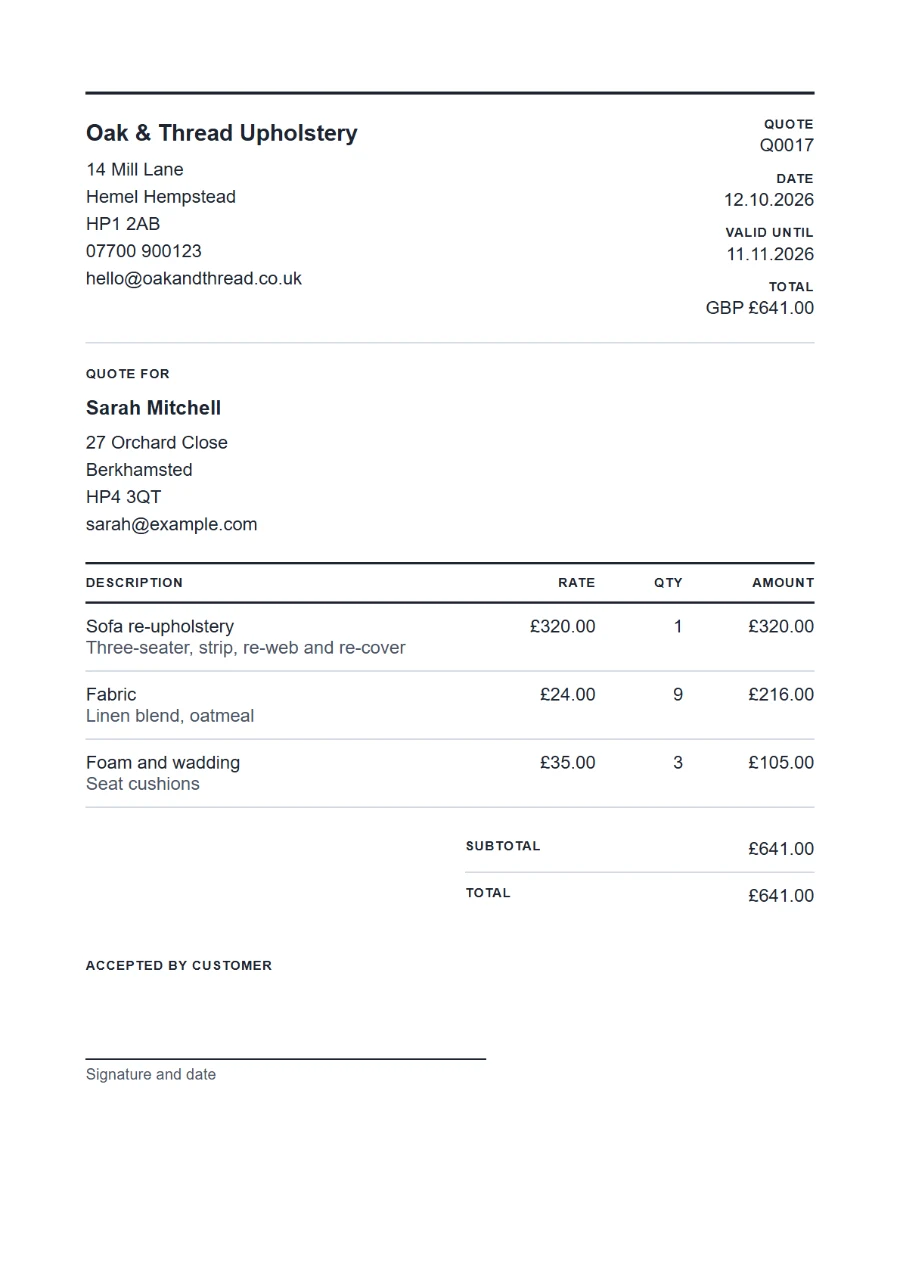 Oak & Thread Upholstery
14 Mill Lane
Hemel Hempstead
HP1 2AB
07700 900123
hello@oakandthread.co.uk
QUOTE
Q0017
DATE
12.10.2026
VALID UNTIL
11.11.2026
TOTAL
GBP £641.00
QUOTE FOR
Sarah Mitchell
27 Orchard Close
Berkhamsted
HP4 3QT
sarah@example.com
DESCRIPTION RATE QTY AMOUNT
Sofa re-upholstery £320.00 1 £320.00
Three-seater, strip, re-web and re-cover
Fabric £24.00 9 £216.00
Linen blend, oatmeal
Foam and wadding £35.00 3 £105.00
Seat cushions
SUBTOTAL £641.00
TOTAL £641.00
ACCEPTED BY CUSTOMER
Signature and date